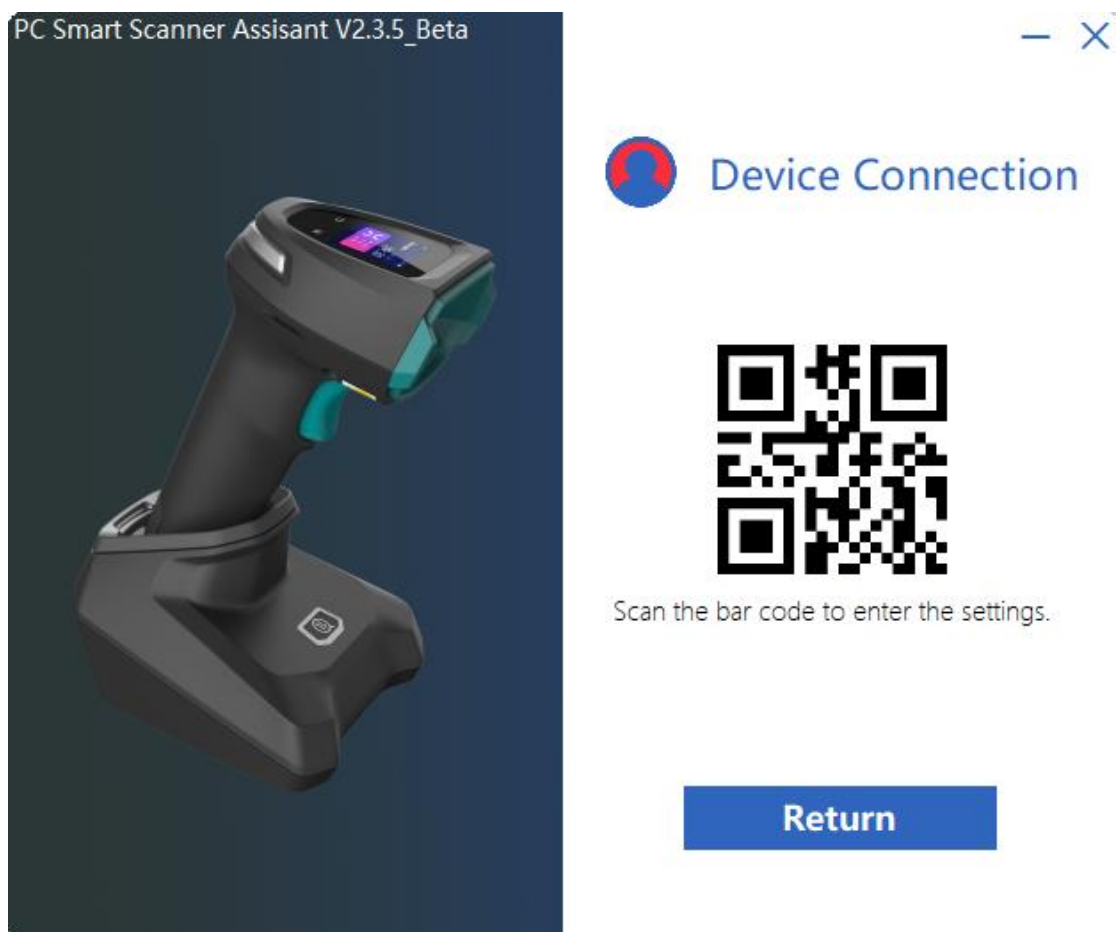 PC Smart Scanner Assisant V2.3.5_Beta
Device Connection
Scan the bar code to enter the settings.
Return